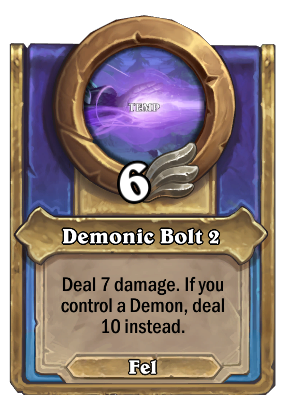 TEMP
6
Demonic Bolt 2
Deal 7 damage. If you
control a Demon, deal
10 instead.
Fel